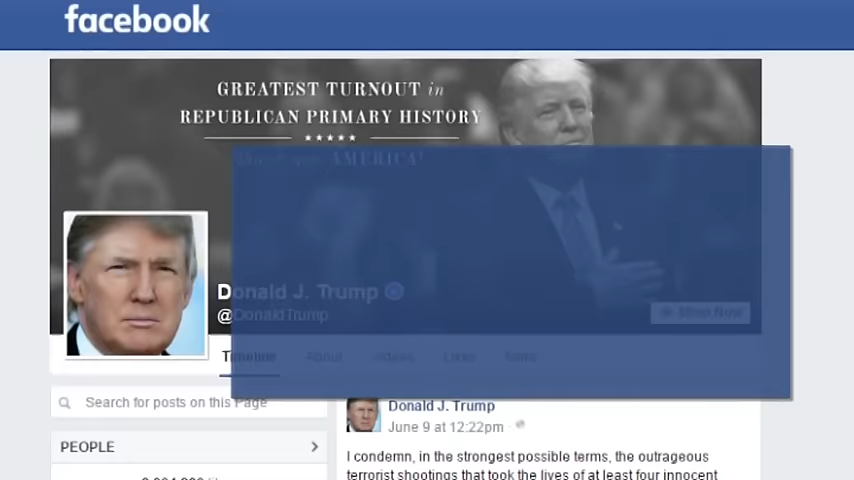 facebook
GREATEST TURNOUT in
REPUBLICAN PRIMARY HISTORY
AMERICA!
Donald J. Trump
@DonaldTrump
Shop Now
Timeline About Videos Likes
Search for posts on this Page
Donald J. Trump
June 9 at 12:22pm
PEOPLE
I condemn, in the strongest possible terms, the outrageous
terrorist shootings that took the lives of at least four innocent